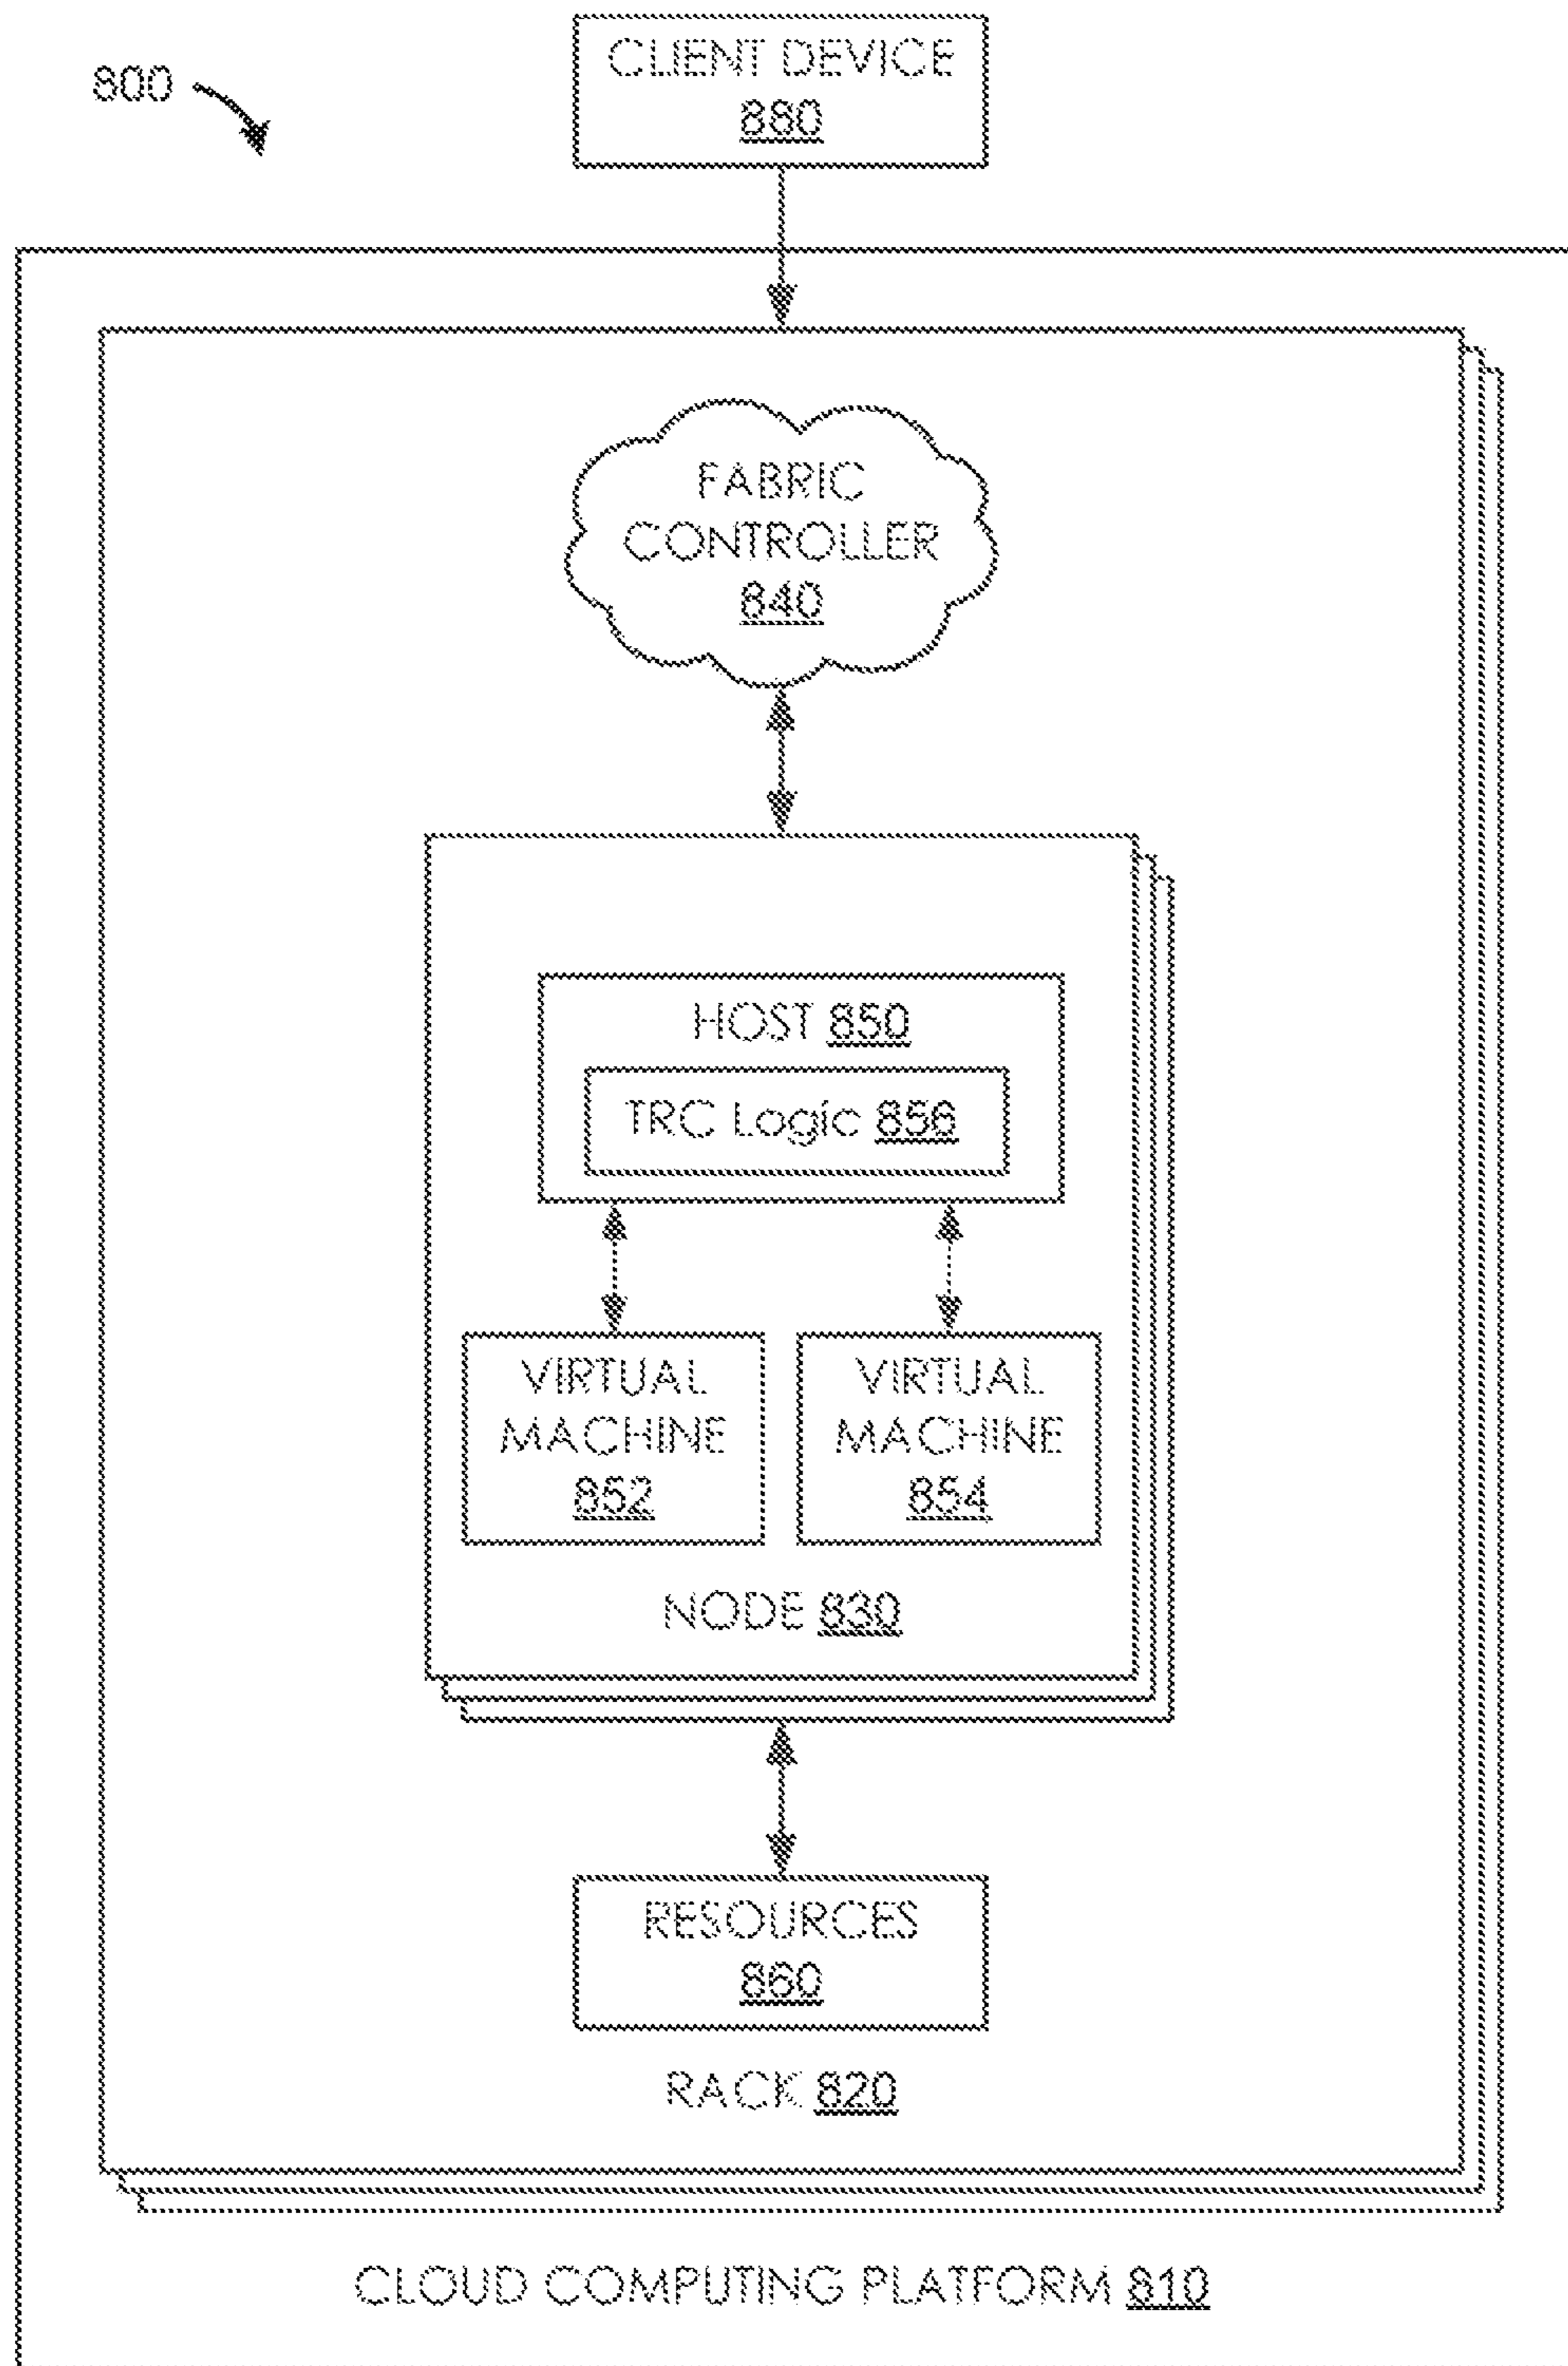 800
CLIENT DEVICE
880
FABRIC
CONTROLLER
840
HOST 850
TRC Logic 856
VIRTUAL
MACHINE
852
VIRTUAL
MACHINE
854
NODE 830
RESOURCES
860
RACK 820
CLOUD COMPUTING PLATFORM 810